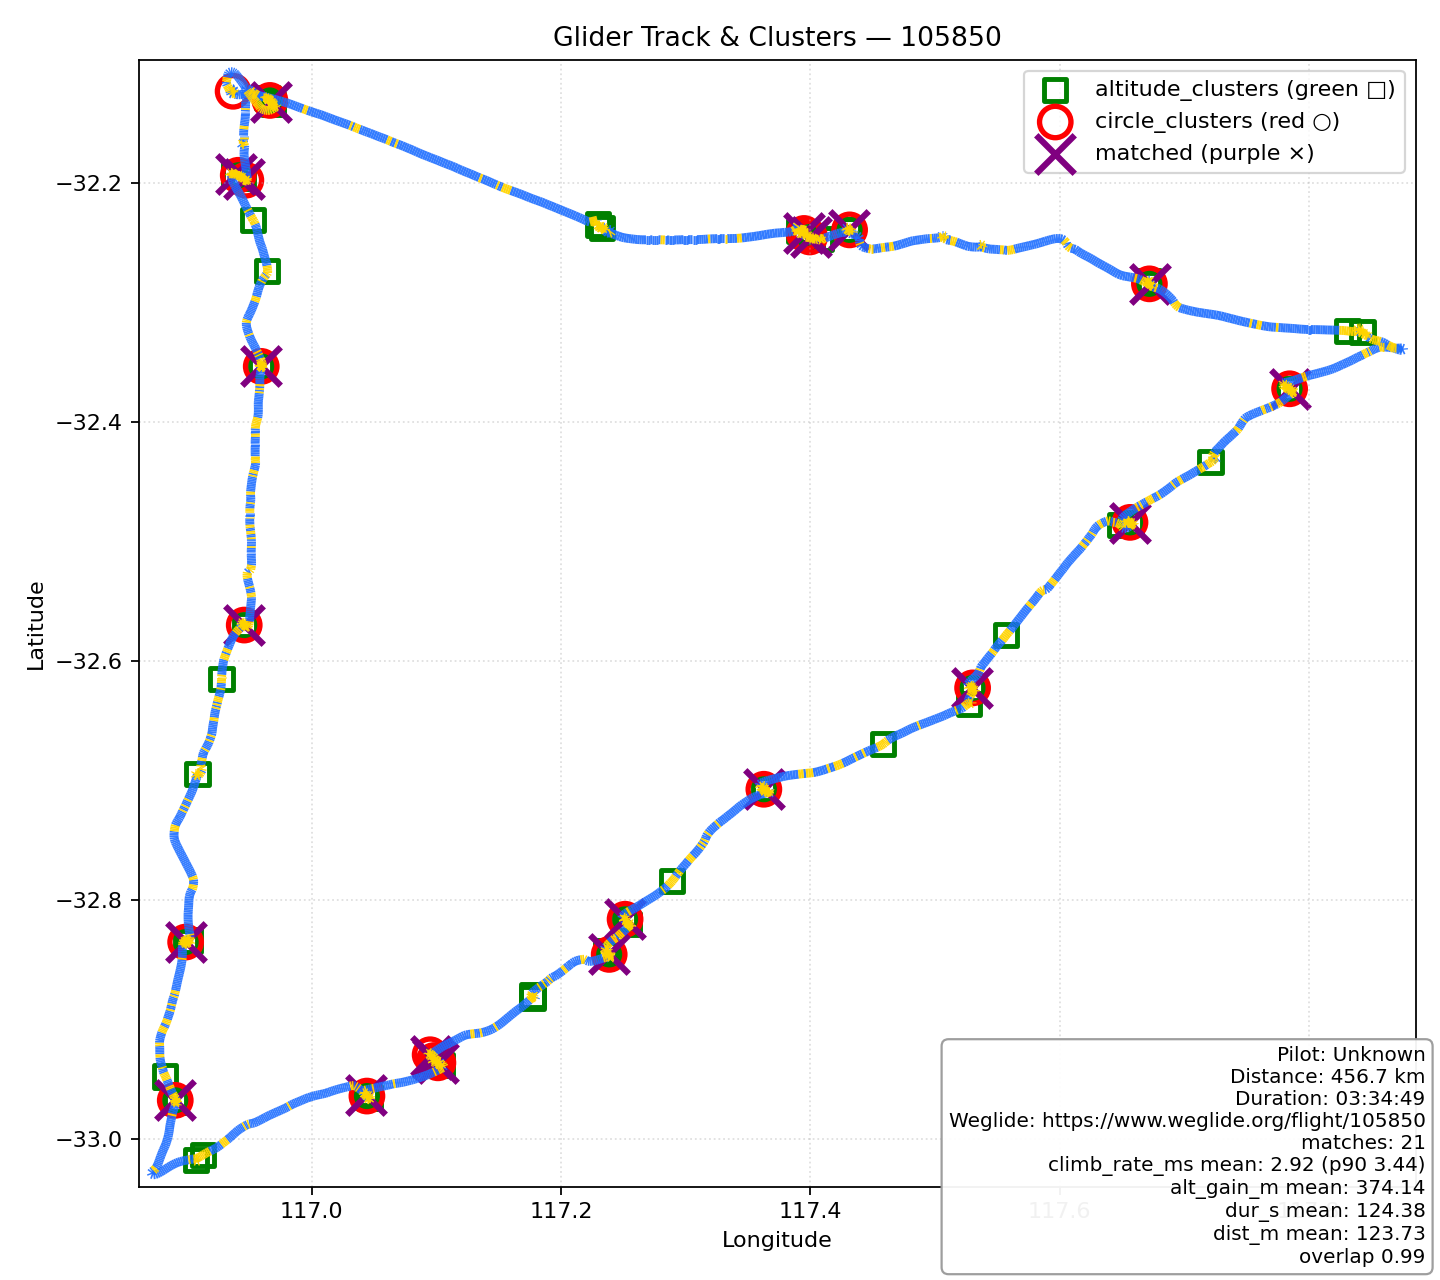 Glider Track & Clusters — 105850
altitude_clusters (green □)
circle_clusters (red ○)
matched (purple ×)
Latitude
−32.2
−32.4
−32.6
−32.8
−33.0
117.0
117.2
117.4
117.6
Longitude
Pilot: Unknown
Distance: 456.7 km
Duration: 03:34:49
Weglide: https://www.weglide.org/flight/105850
matches: 21
climb_rate_ms mean: 2.92 (p90 3.44)
alt_gain_m mean: 374.14
dur_s mean: 124.38
dist_m mean: 123.73
overlap 0.99